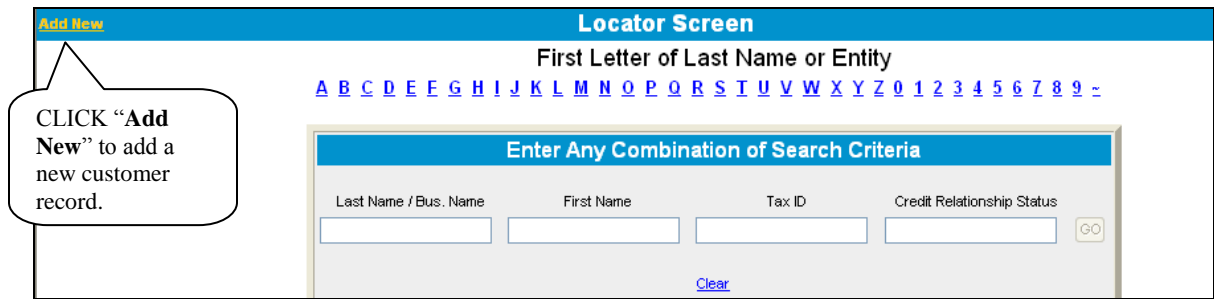 Add New
Locator Screen
First Letter of Last Name or Entity
A B C D E F G H I J K L M N O P Q R S T U V W X Y Z 0 1 2 3 4 5 6 7 8 9 ~
CLICK “Add
New” to add a
new customer
record.
Enter Any Combination of Search Criteria
Last Name / Bus. Name First Name Tax ID Credit Relationship Status
GO
Clear